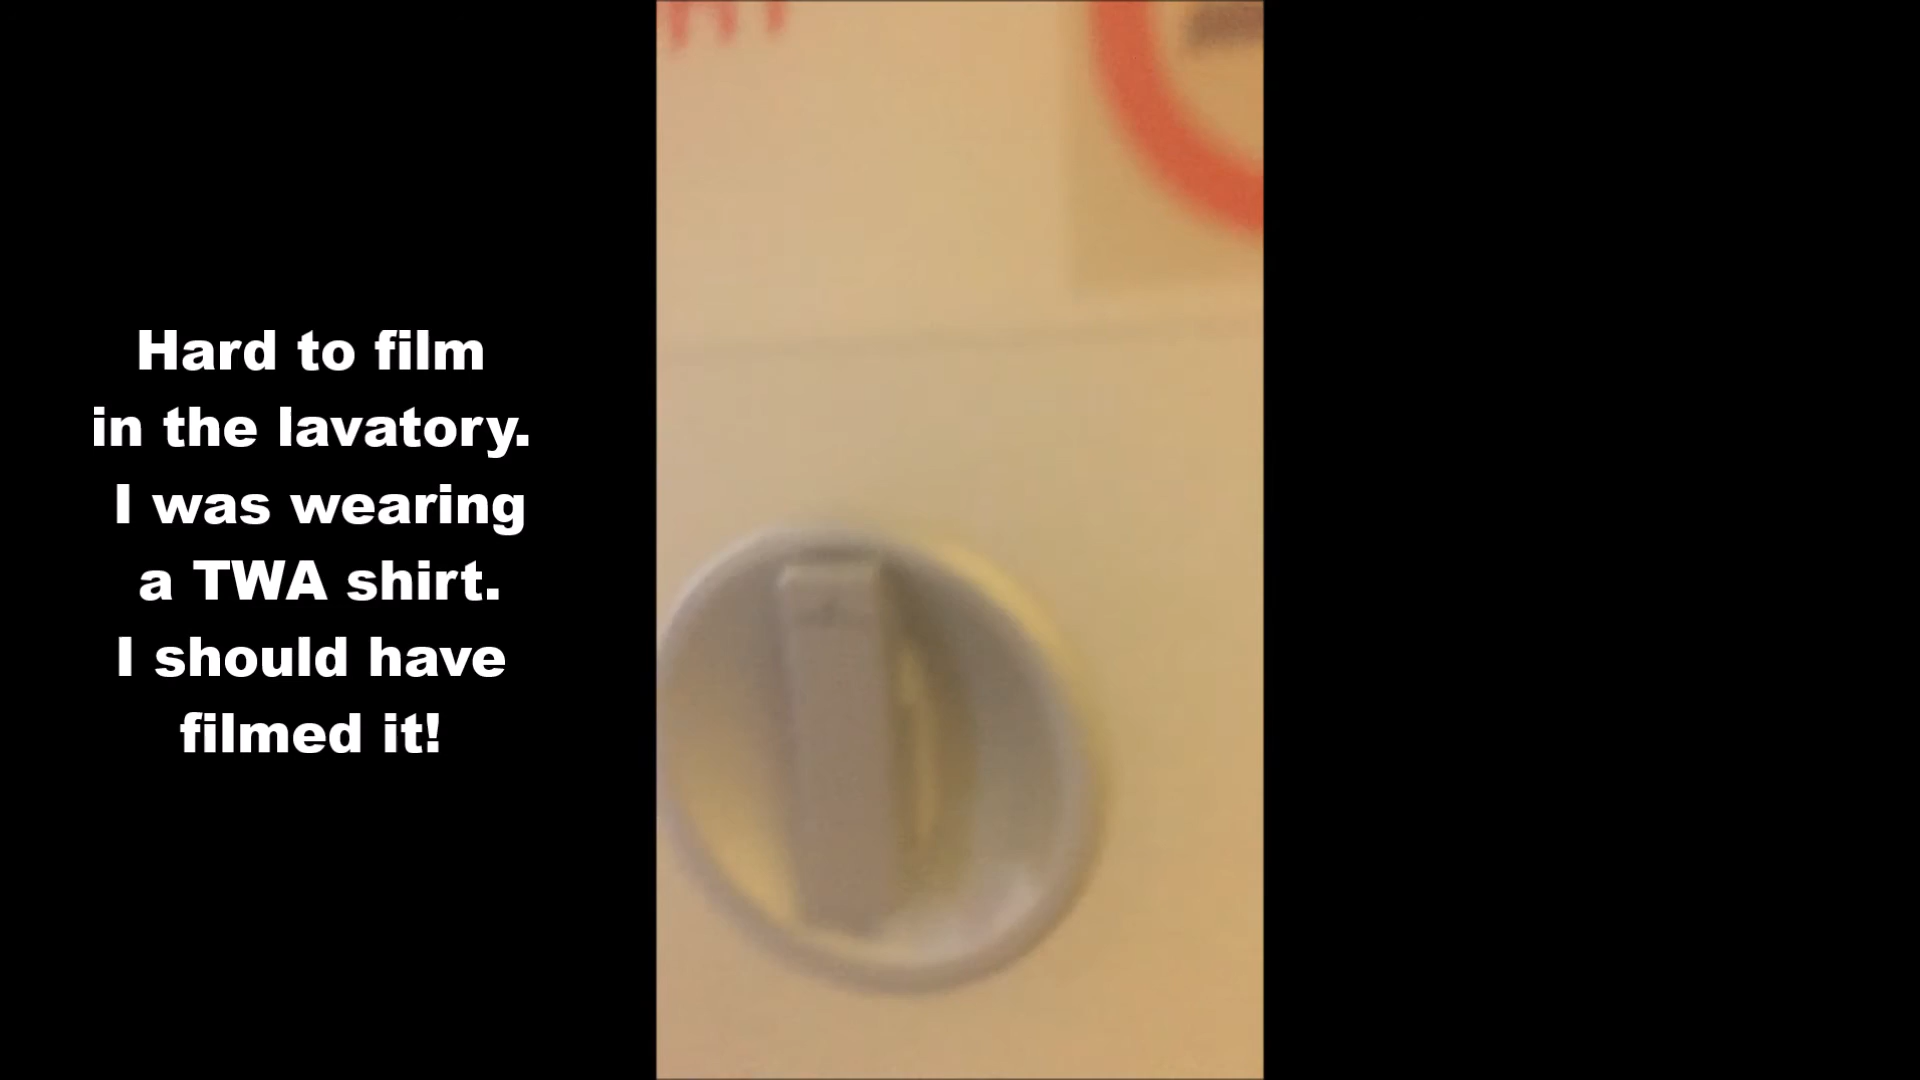 Hard to film
in the lavatory.
I was wearing
a TWA shirt.
I should have
filmed it!